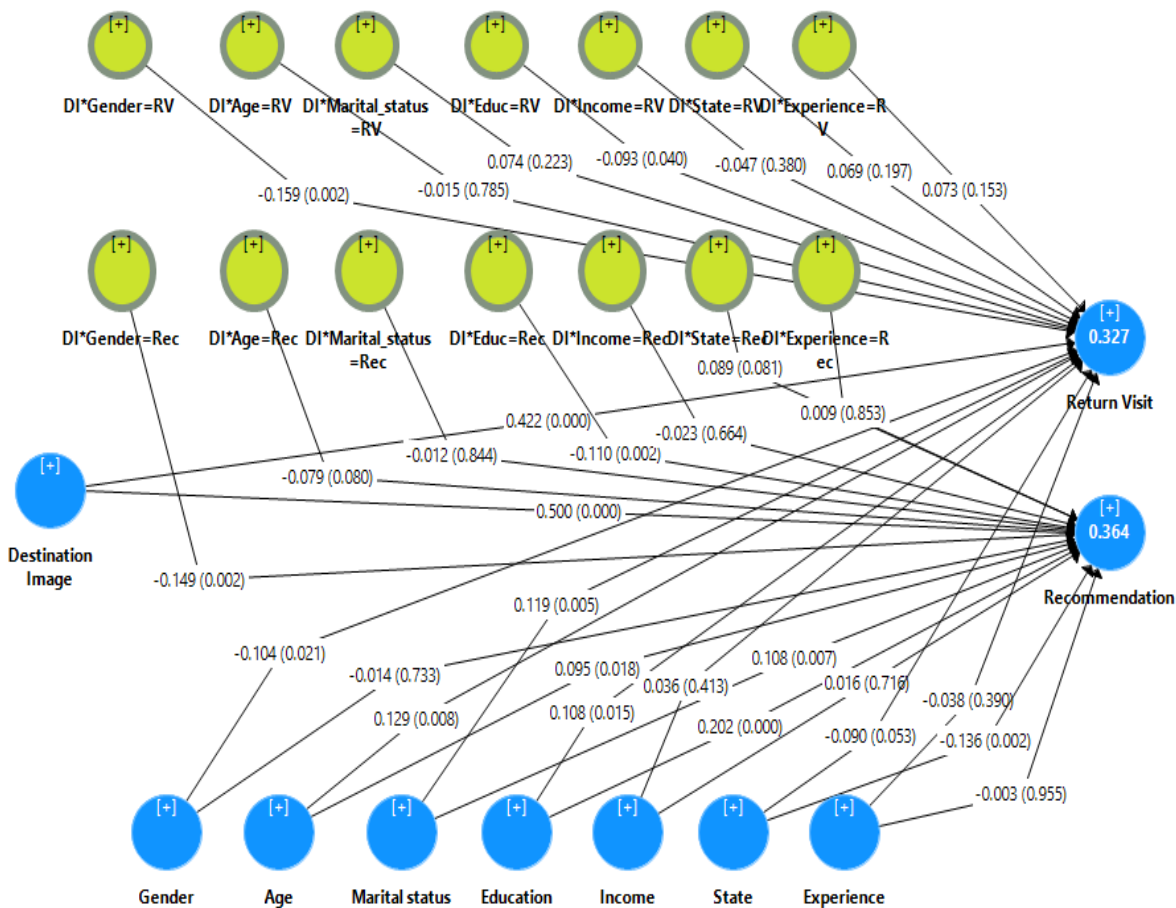 [+] [+] [+] [+] [+] [+] [+]
DI*Gender=RV DI*Age=RV DI*Marital_status DI*Educ=RV DI*Income=RV DI*State=RV DI*Experience=R
=RV V
0.074 (0.223) -0.093 (0.040) -0.047 (0.380) 0.069 (0.197)
-0.159 (0.002) -0.015 (0.785) 0.073 (0.153)
[+] [+] [+] [+] [+] [+] [+]
[+]
0.327
DI*Gender=Rec DI*Age=Rec DI*Marital_status DI*Educ=Rec DI*Income=Rec DI*State=Rec DI*Experience=R
=Rec ec
0.089 (0.081)
Return Visit
0.422 (0.000) 0.009 (0.853)
-0.023 (0.664)
-0.012 (0.844) -0.110 (0.002)
[+]
-0.079 (0.080)
0.500 (0.000)
[+]
0.364
Destination
Image
-0.149 (0.002)
Recommendation
0.119 (0.005)
-0.104 (0.021)
-0.014 (0.733) 0.095 (0.018) 0.108 (0.007)
0.036 (0.413) 0.016 (0.716)
0.129 (0.008) 0.108 (0.015) 0.202 (0.000) -0.038 (0.390)
-0.090 (0.053) -0.136 (0.002)
-0.003 (0.955)
[+] [+] [+] [+] [+] [+] [+]
Gender Age Marital status Education Income State Experience